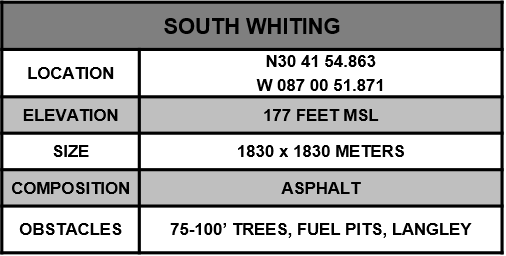 SOUTH WHITING
LOCATION
N30 41 54.863
W 087 00 51.871
ELEVATION
177 FEET MSL
SIZE
1830 x 1830 METERS
COMPOSITION
ASPHALT
OBSTACLES
75-100’ TREES, FUEL PITS, LANGLEY